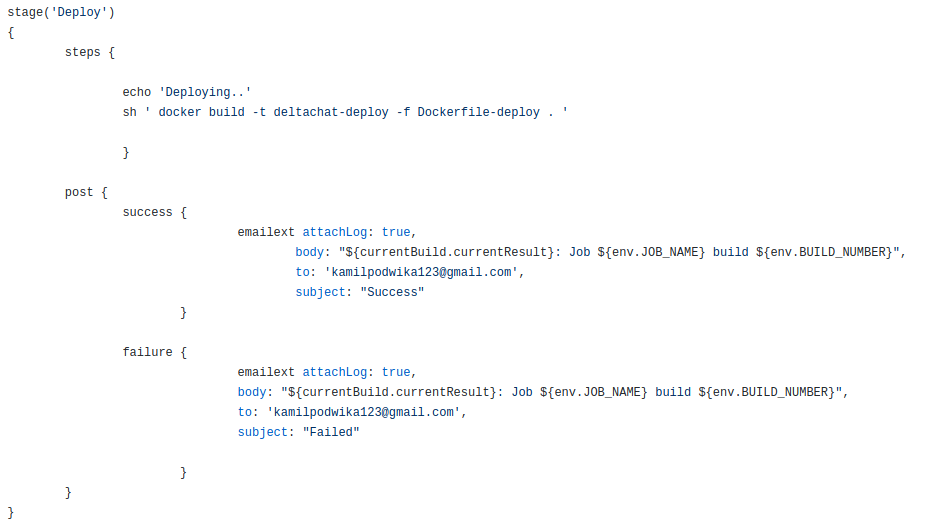 stage('Deploy')
{
steps {
echo 'Deploying..'
sh ' docker build -t deltachat-deploy -f Dockerfile-deploy . '
}
post {
success {
emailext attachLog: true,
body: "${currentBuild.currentResult}: Job ${env.JOB_NAME} build ${env.BUILD_NUMBER}",
to: 'kamilpodwika123@gmail.com',
subject: "Success"
}
failure {
emailext attachLog: true,
body: "${currentBuild.currentResult}: Job ${env.JOB_NAME} build ${env.BUILD_NUMBER}",
to: 'kamilpodwika123@gmail.com',
subject: "Failed"
}
}
}